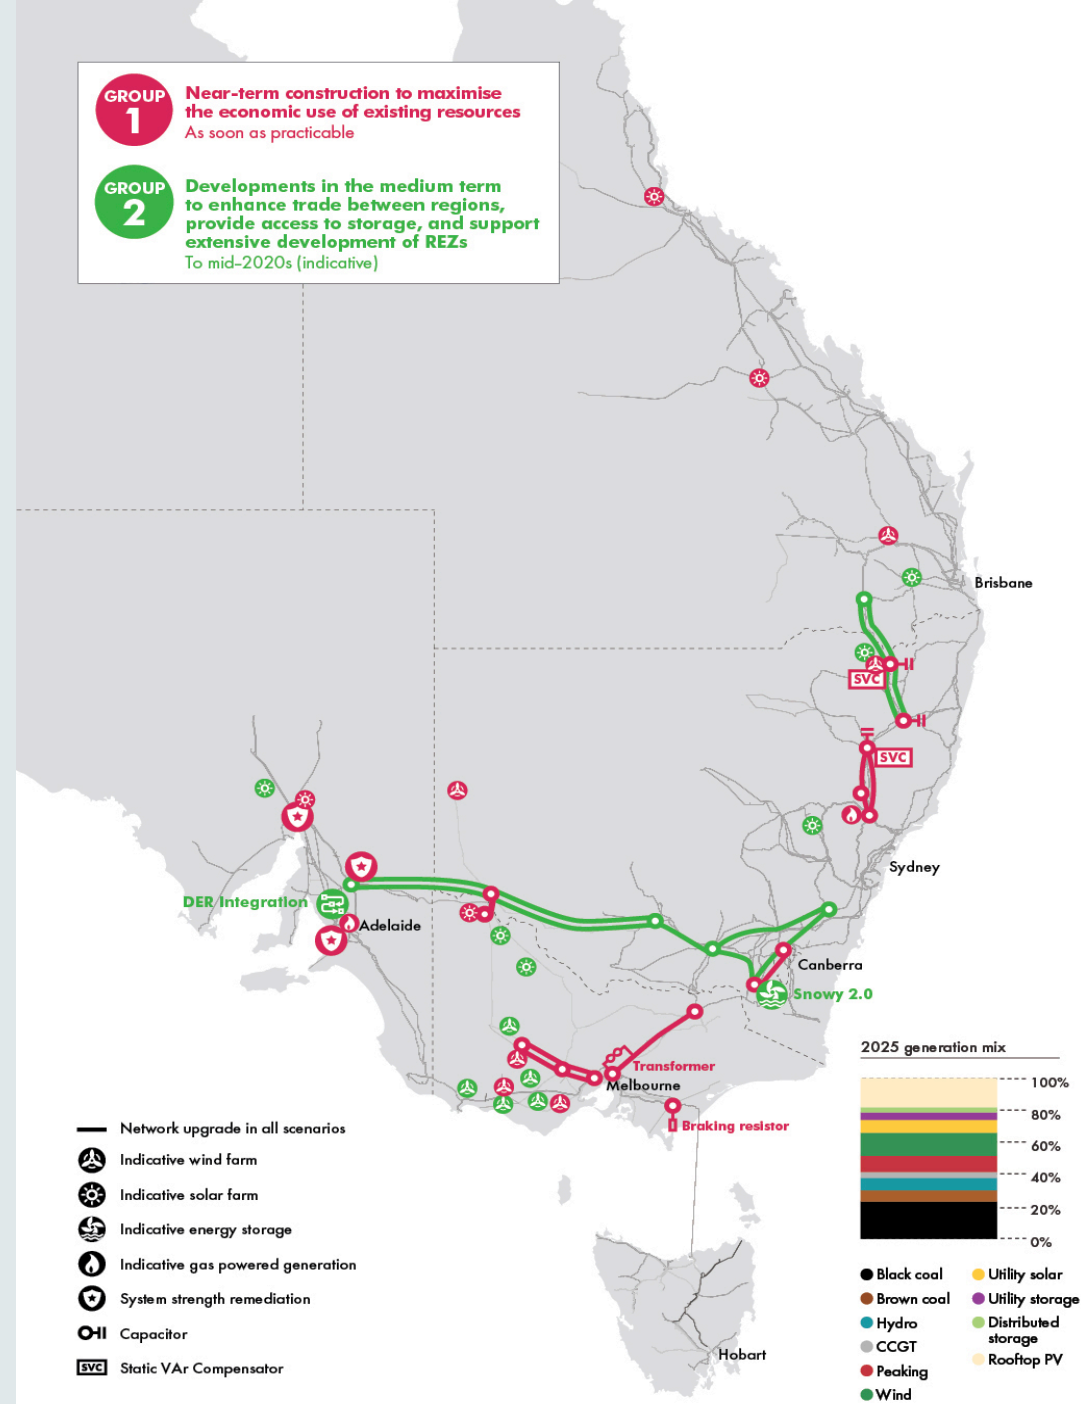 GROUP
1
Near-term construction to maximise
the economic use of existing resources
As soon as practicable
GROUP
2
Developments in the medium term
to enhance trade between regions,
provide access to storage, and support
extensive development of REZs
To mid–2020s (indicative)
Brisbane
SVC
SVC
Sydney
DER Integration
Adelaide
Canberra
Snowy 2.0
Transformer
Melbourne
Braking resistor
Hobart
Network upgrade in all scenarios
Indicative wind farm
Indicative solar farm
Indicative energy storage
Indicative gas powered generation
System strength remediation
Capacitor
SVC Static VAr Compensator
2025 generation mix
100%
80%
60%
40%
20%
0%
Black coal
Brown coal
Hydro
CCGT
Peaking
Wind
Utility solar
Utility storage
Distributed
storage
Rooftop PV